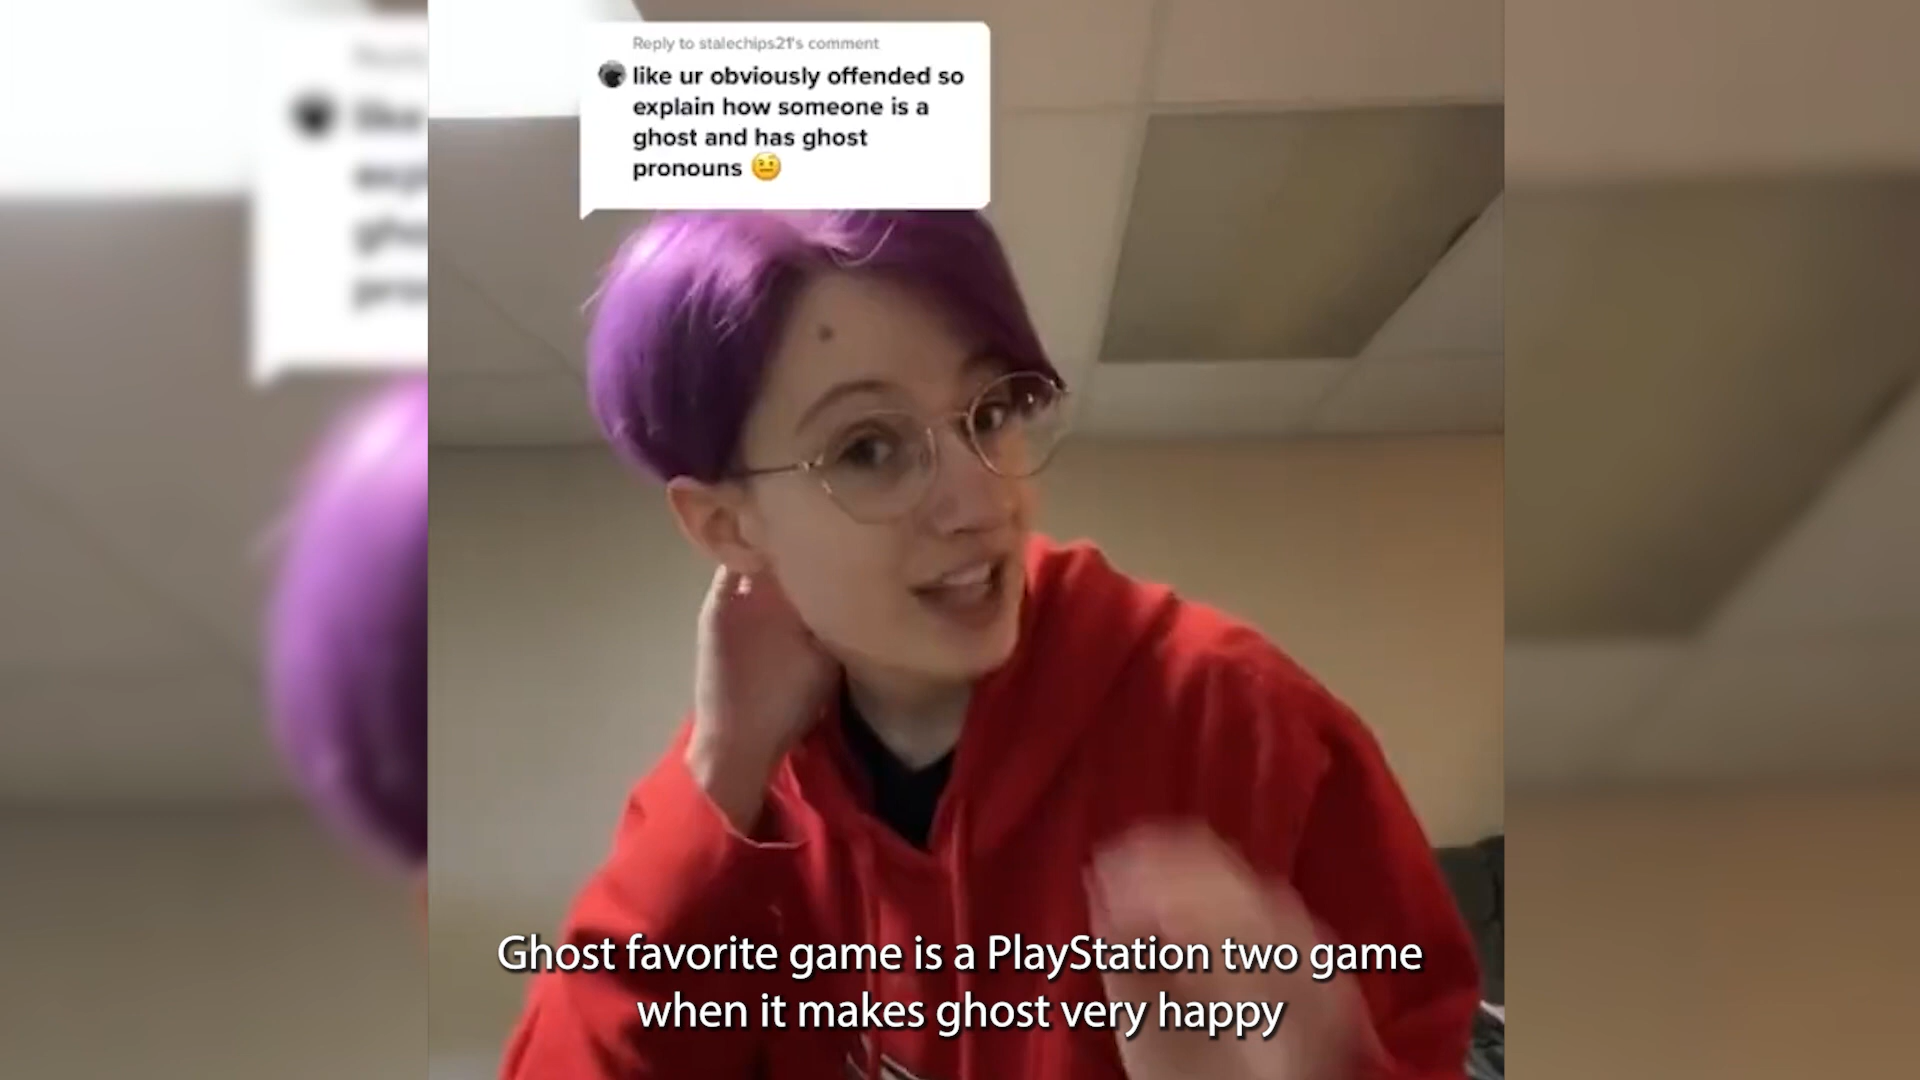 Reply to stalechips21's comment
like ur obviously offended so
explain how someone is a
ghost and has ghost
pronouns 🤨
Ghost favorite game is a PlayStation two game
when it makes ghost very happy